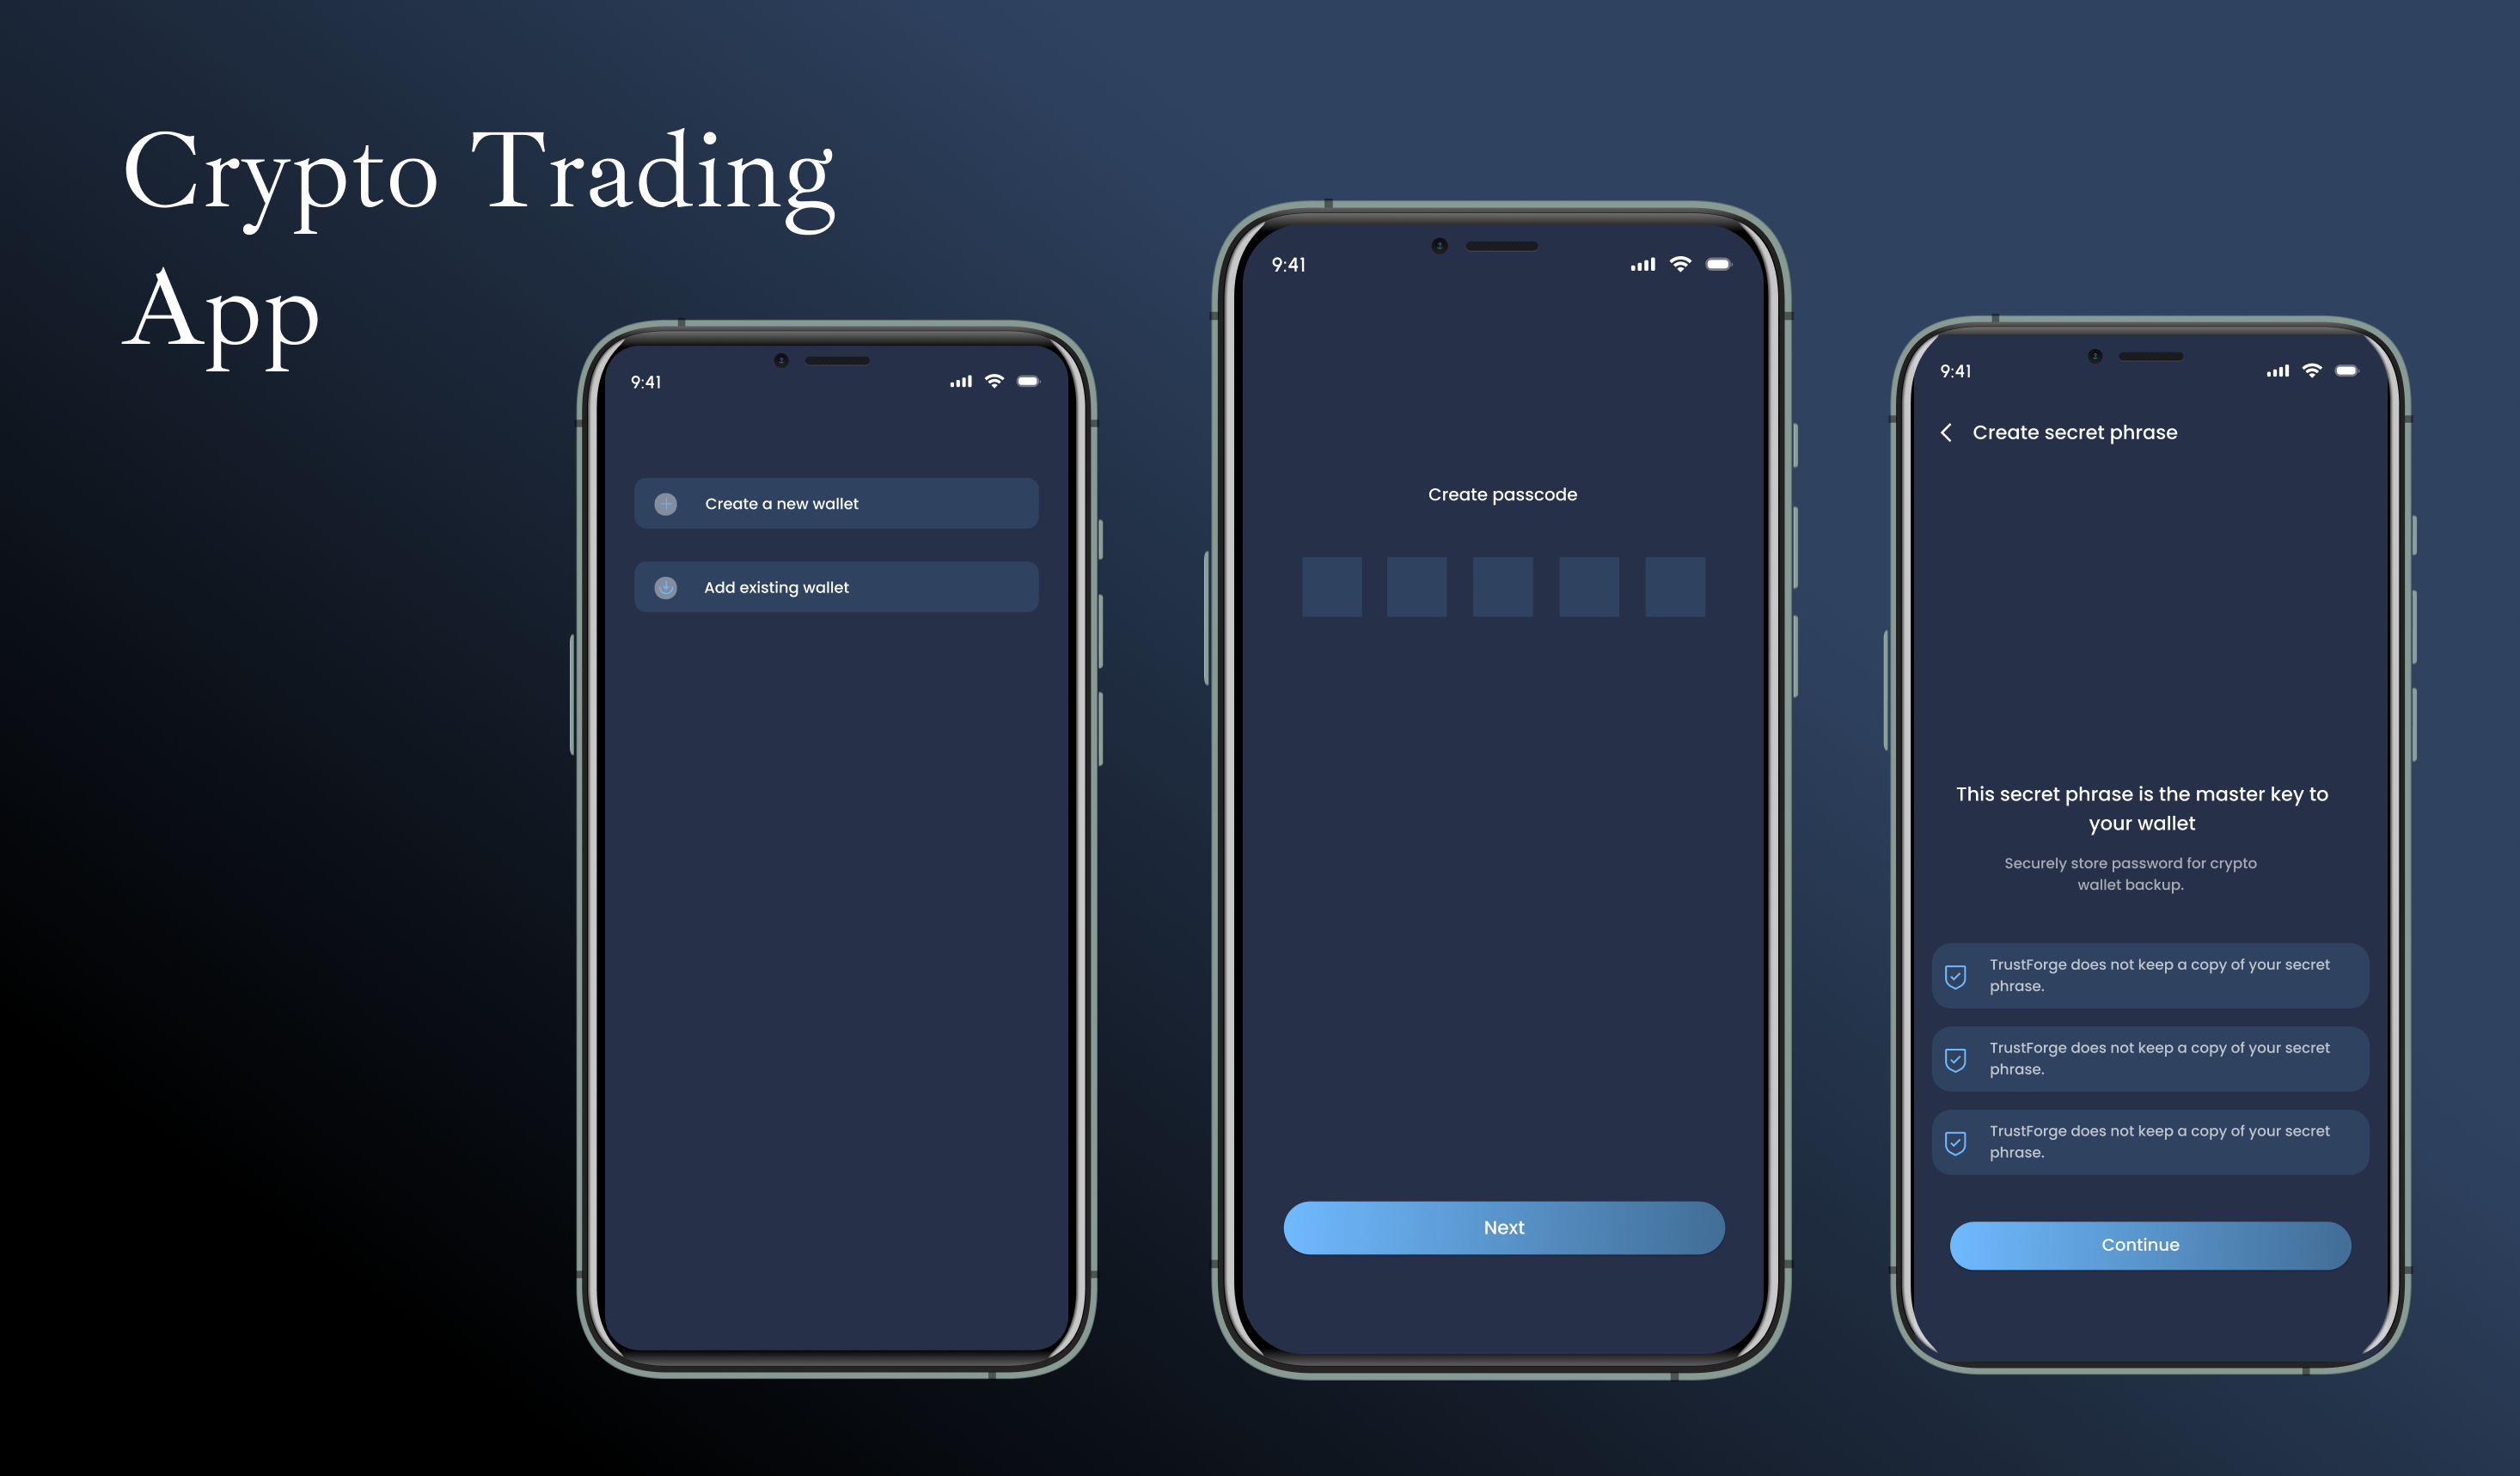 Crypto Trading
App
9:41
Create a new wallet
Add existing wallet
9:41
Create passcode
Next
9:41
Create secret phrase
This secret phrase is the master key to
your wallet
Securely store password for crypto
wallet backup.
TrustForge does not keep a copy of your secret
phrase.
TrustForge does not keep a copy of your secret
phrase.
TrustForge does not keep a copy of your secret
phrase.
Continue